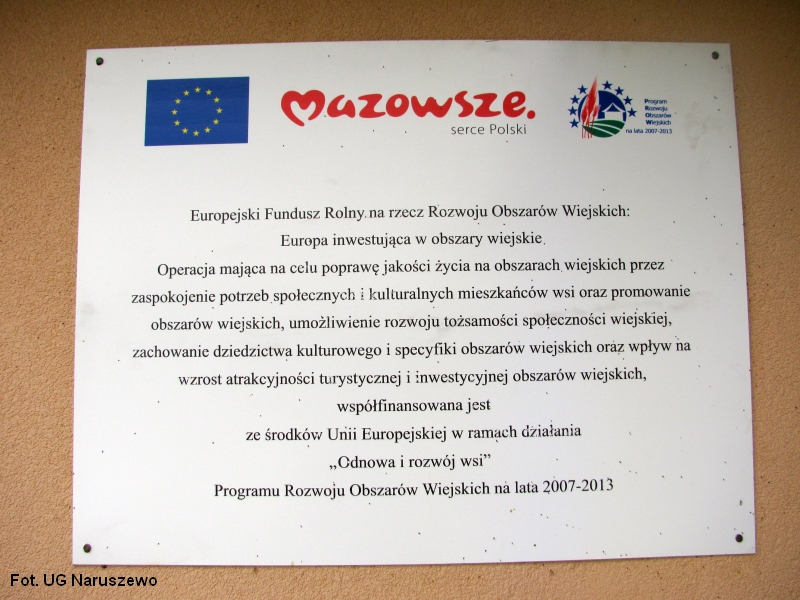 Mazowsze.
serce Polski
Program
Rozwoju
Obszarów
Wiejskich
na lata 2007-2013
Europejski Fundusz Rolny na rzecz Rozwoju Obszarów Wiejskich:
Europa inwestująca w obszary wiejskie
Operacja mająca na celu poprawę jakości życia na obszarach wiejskich przez
zaspokojenie potrzeb społecznych i kulturalnych mieszkańców wsi oraz promowanie
obszarów wiejskich, umożliwienie rozwoju tożsamości społeczności wiejskiej,
zachowanie dziedzictwa kulturowego i specyfiki obszarów wiejskich oraz wpływ na
wzrost atrakcyjności turystycznej i inwestycyjnej obszarów wiejskich,
współfinansowana jest
ze środków Unii Europejskiej w ramach działania
„Odnowa i rozwój wsi”
Programu Rozwoju Obszarów Wiejskich na lata 2007-2013
Fot. UG Naruszewo